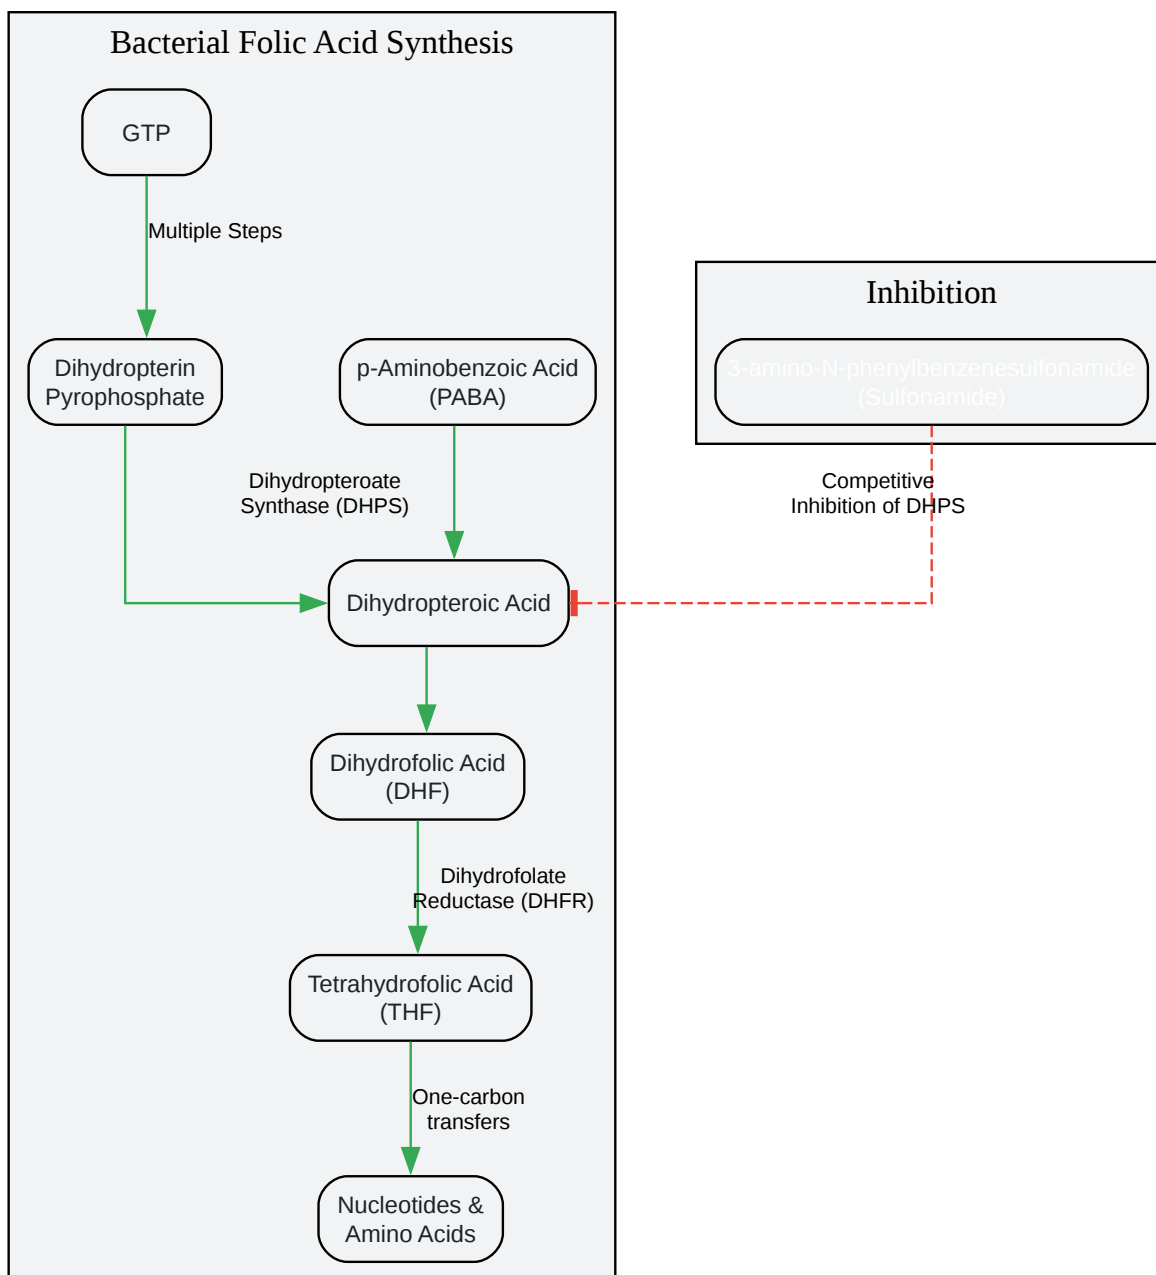 Bacterial Folic Acid Synthesis
GTP
Multiple Steps
Inhibition
Dihydropterin
Pyrophosphate
p-Aminobenzoic Acid
(PABA)
3-amino-N-phenylbenzenesulfonamide
(Sulfonamide)
Dihydropteroate
Synthase (DHPS)
Competitive
Inhibition of DHPS
Dihydropteroic Acid
Dihydrofolic Acid
(DHF)
Dihydrofolate
Reductase (DHFR)
Tetrahydrofolic Acid
(THF)
One-carbon
transfers
Nucleotides &
Amino Acids